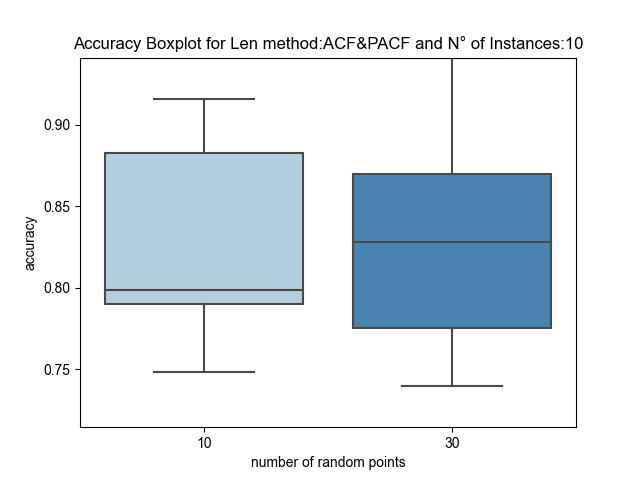 Accuracy Boxplot for Len method:ACF&PACF and N° of Instances:10
0.90
0.85
0.80
0.75
accuracy
10
30
number of random points